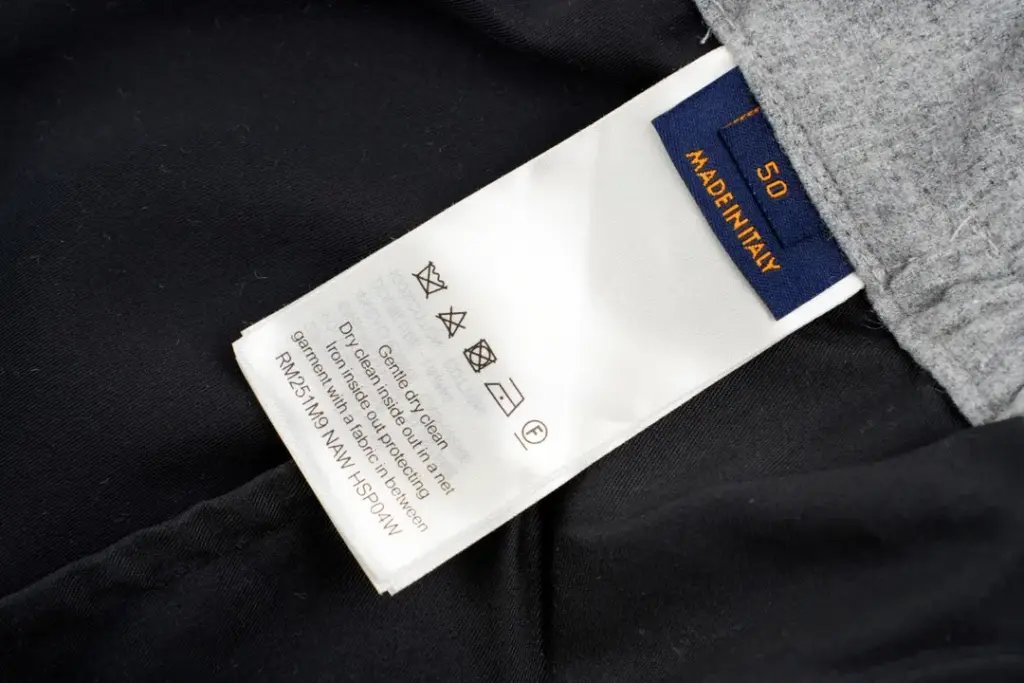 50
MADE IN ITALY
F
Gentle dry clean
Dry clean inside out in a net
Iron inside out protecting
garment with a fabric in between
RM251M9 NAW HSP04W